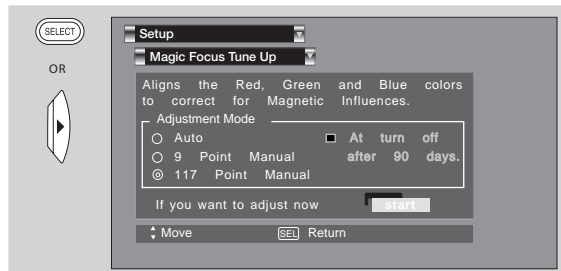 SELECT
OR
Setup
Magic Focus Tune Up
Aligns the Red, Green and Blue colors
to correct for Magnetic Influences.
Adjustment Mode
Auto
At turn off
9 Point Manual
after 90 days.
117 Point Manual
If you want to adjust now
start
Move
SEL Return